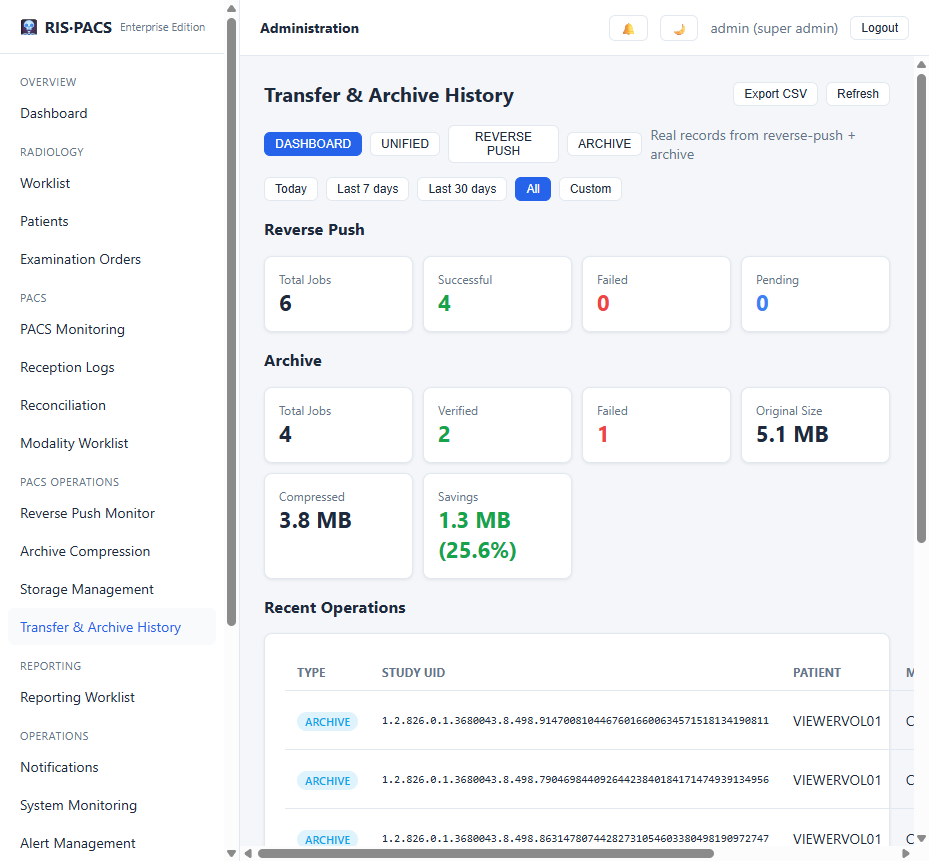 RIS·PACS Enterprise Edition
OVERVIEW
Dashboard
RADIOLOGY
Worklist
Patients
Examination Orders
PACS
PACS Monitoring
Reception Logs
Reconciliation
Modality Worklist
PACS OPERATIONS
Reverse Push Monitor
Archive Compression
Storage Management
Transfer & Archive History
REPORTING
Reporting Worklist
OPERATIONS
Notifications
System Monitoring
Alert Management
Administration
admin (super admin) Logout
Transfer & Archive History
Export CSV Refresh
DASHBOARD UNIFIED REVERSE PUSH ARCHIVE
Real records from reverse-push +
archive
Today Last 7 days Last 30 days All Custom
Reverse Push
Total Jobs Successful Failed Pending
6 4 0 0
Archive
Total Jobs Verified Failed Original Size
4 2 1 5.1 MB
Compressed Savings
3.8 MB 1.3 MB
(25.6%)
Recent Operations
TYPE STUDY UID PATIENT M
ARCHIVE 1.2.826.0.1.3680043.8.498.91470081044676016600634571518134190811 VIEWERVOL01 C
ARCHIVE 1.2.826.0.1.3680043.8.498.79046984409264423840184171474939134956 VIEWERVOL01 C
ARCHIVE 1.2.826.0.1.3680043.8.498.86314780744282731054603380498190972747 VIEWERVOL01 C